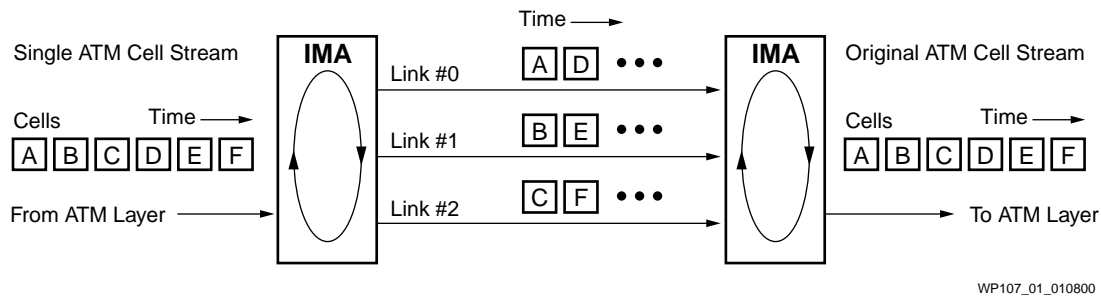 Single ATM Cell Stream
Cells Time
A B C D E F
From ATM Layer
IMA
Time
Link #0
A D •••
Link #1
B E •••
Link #2
C F •••
IMA
Original ATM Cell Stream
Cells Time
A B C D E F
To ATM Layer
WP107_01_010800